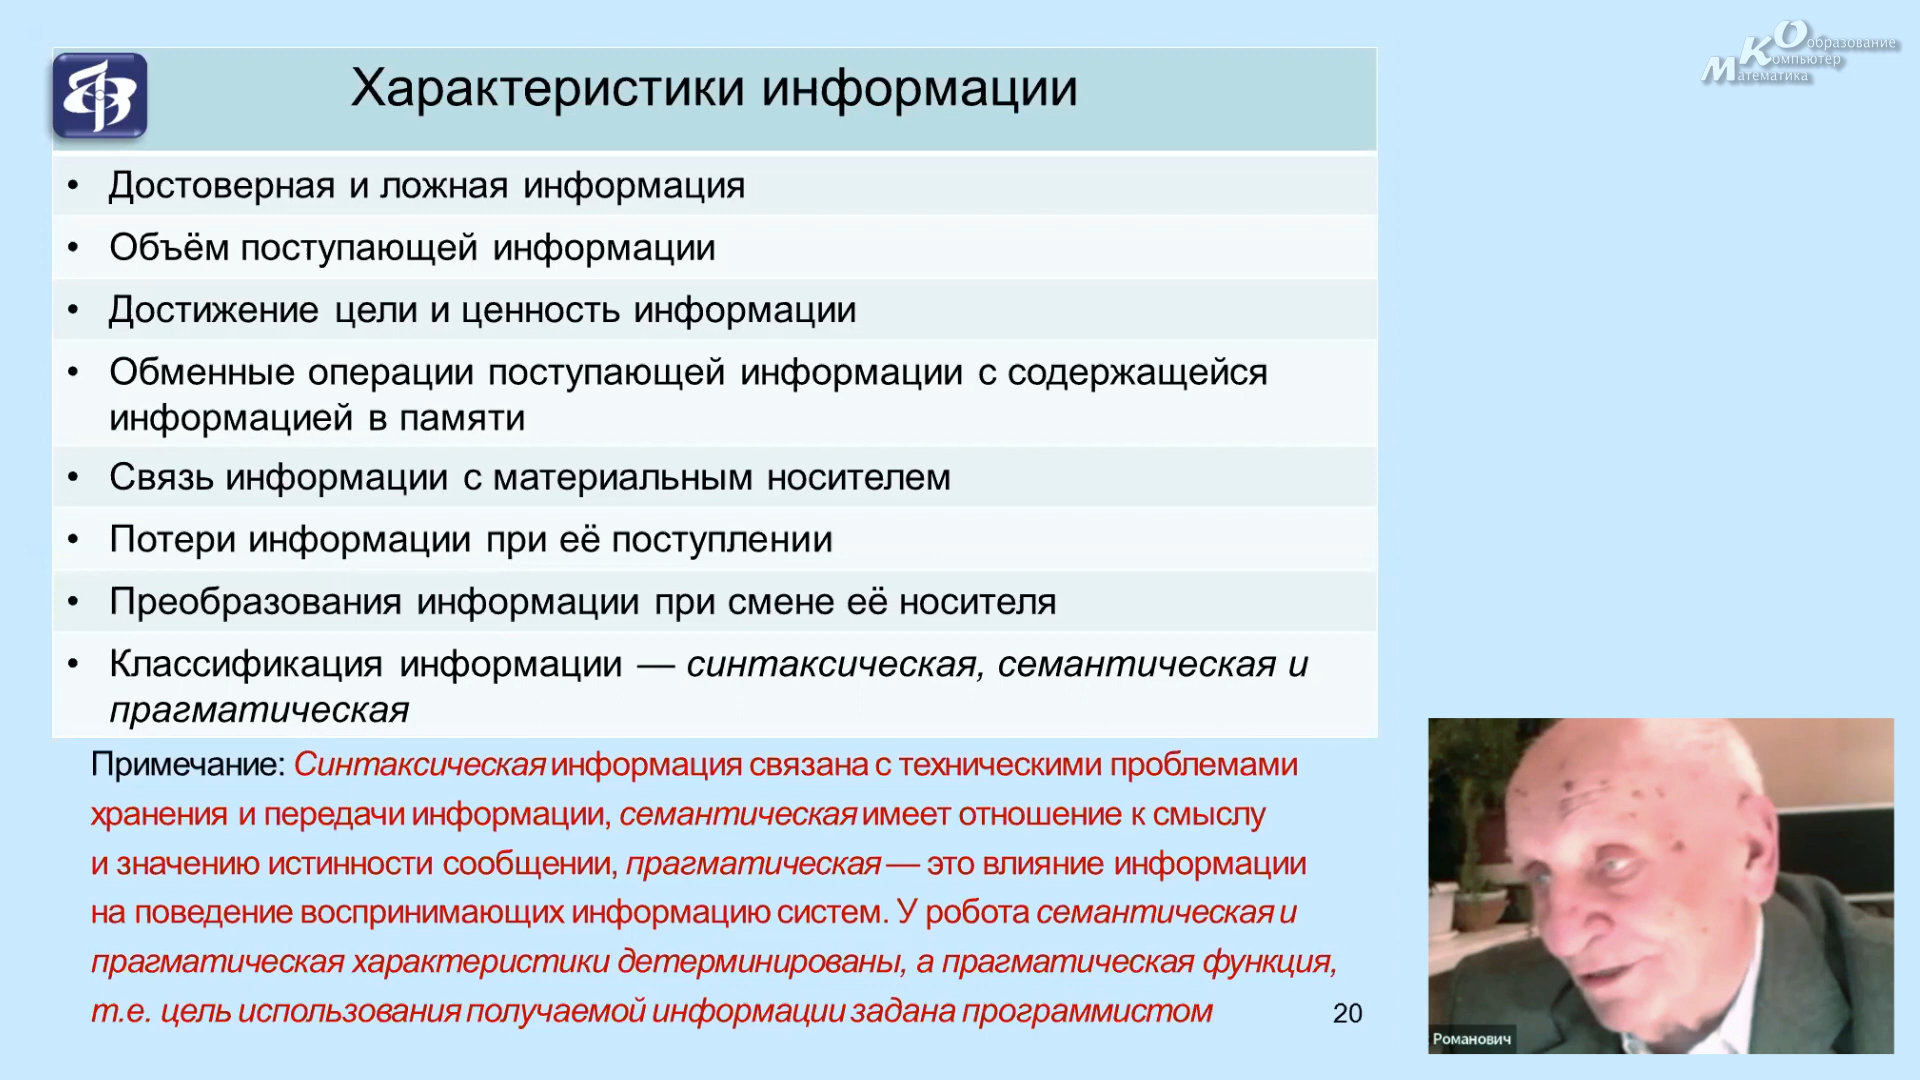 Характеристики информации
• Достоверная и ложная информация
• Объём поступающей информации
• Достижение цели и ценность информации
• Обменные операции поступающей информации с содержащейся
информацией в памяти
• Связь информации с материальным носителем
• Потери информации при её поступлении
• Преобразования информации при смене её носителя
• Классификация информации — синтаксическая, семантическая и
прагматическая
Примечание: Синтаксическая информация связана с техническими проблемами
хранения и передачи информации, семантическая имеет отношение к смыслу
и значению истинности сообщении, прагматическая — это влияние информации
на поведение воспринимающих информацию систем. У робота семантическая и
прагматическая характеристики детерминированы, а прагматическая функция,
т.е. цель использования получаемой информации задана программистом
20
Математика
Компьютер
Образование
Романович